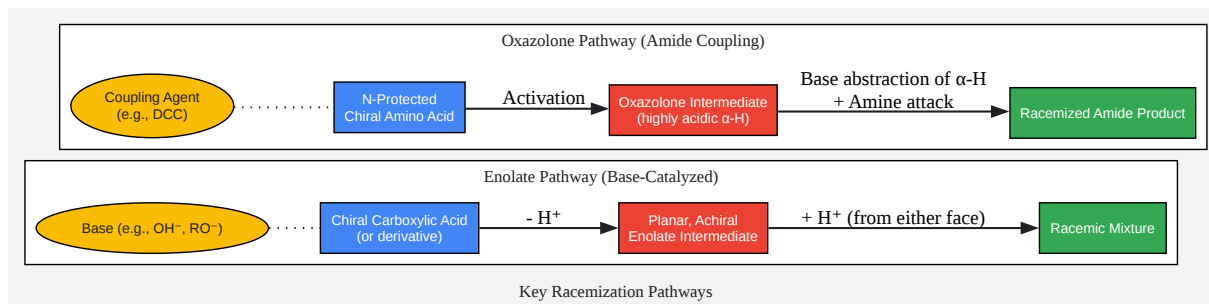 Oxazolone Pathway (Amide Coupling)
Coupling Agent
(e.g., DCC)
N-Protected
Chiral Amino Acid
Activation
Oxazolone Intermediate
(highly acidic α-H)
Base abstraction of α-H
+ Amine attack
Racemized Amide Product
Enolate Pathway (Base-Catalyzed)
Base (e.g., OH⁻, RO⁻)
Chiral Carboxylic Acid
(or derivative)
- H⁺
Planar, Achiral
Enolate Intermediate
+ H⁺ (from either face)
Racemic Mixture
Key Racemization Pathways